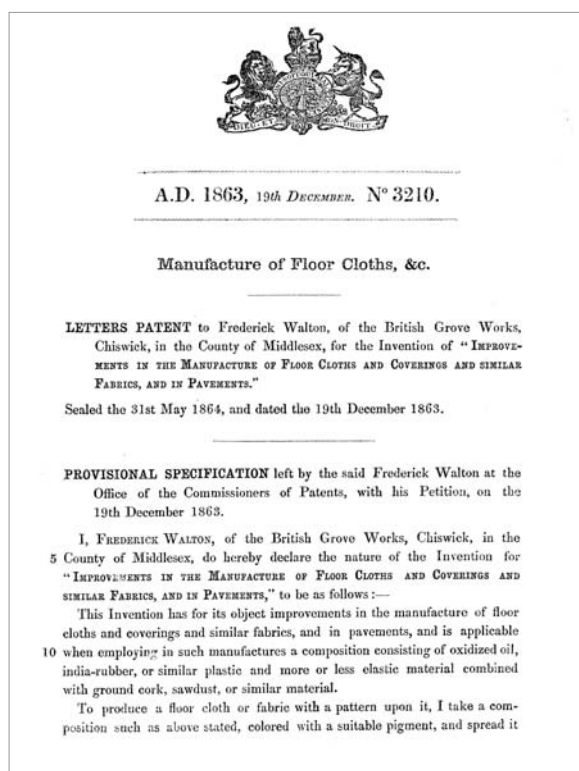 DIEU ET MON DROIT
A.D. 1863, 19th DECEMBER. N° 3210.
Manufacture of Floor Cloths, &c.
LETTERS PATENT to Frederick Walton, of the British Grove Works,
Chiswick, in the County of Middlesex, for the Invention of "IMPROVE-
MENTS IN THE MANUFACTURE OF FLOOR CLOTHS AND COVERINGS AND SIMILAR
FABRICS, AND IN PAVEMENTS."
Sealed the 31st May 1864, and dated the 19th December 1863.
PROVISIONAL SPECIFICATION left by the said Frederick Walton at the
Office of the Commissioners of Patents, with his Petition, on the
19th December 1863.
I, FREDERICK WALTON, of the British Grove Works, Chiswick, in the
5 County of Middlesex, do hereby declare the nature of the Invention for
"IMPROVEMENTS IN THE MANUFACTURE OF FLOOR CLOTHS AND COVERINGS AND
SIMILAR FABRICS, AND IN PAVEMENTS," to be as follows:—
This Invention has for its object improvements in the manufacture of floor
cloths and coverings and similar fabrics, and in pavements, and is applicable
10 when employing in such manufactures a composition consisting of oxidized oil,
india-rubber, or similar plastic and more or less elastic material combined
with ground cork, sawdust, or similar material.
To produce a floor cloth or fabric with a pattern upon it, I take a com-
position such as above stated, colored with a suitable pigment, and spread it